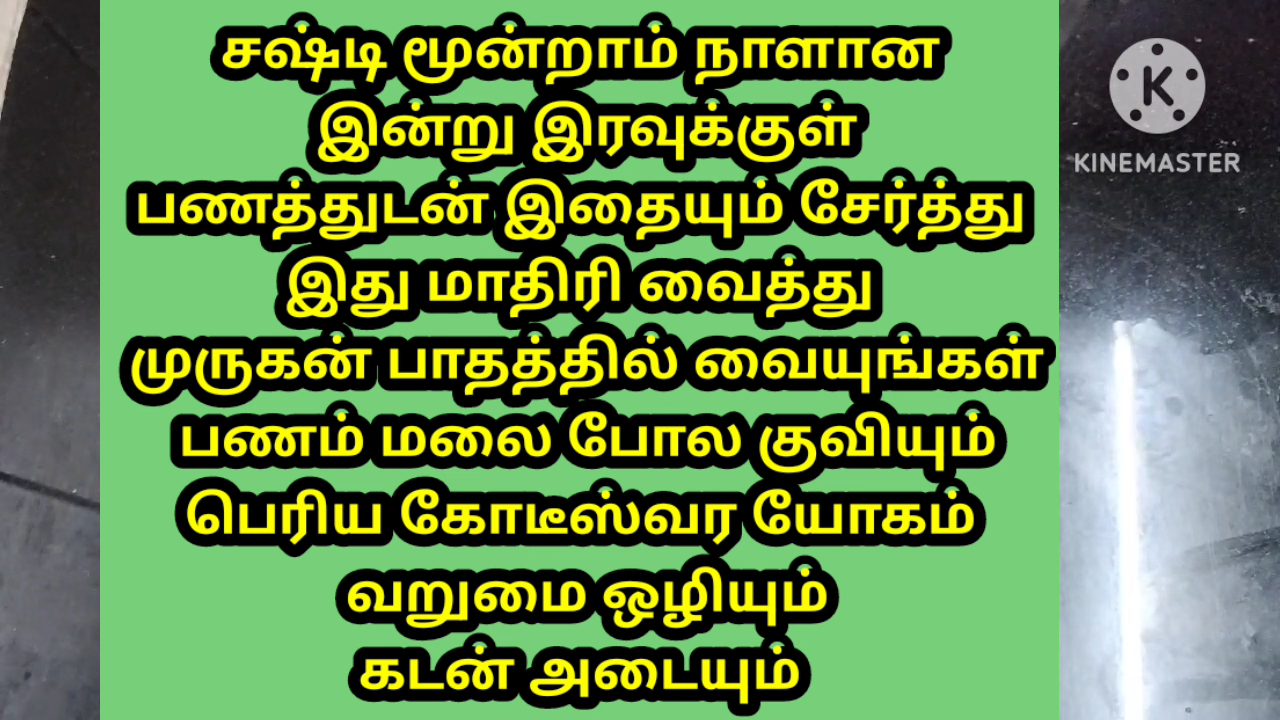 சஷ்டி மூன்றாம் நாளான
இன்று இரவுக்குள்
பணத்துடன் இதையும் சேர்த்து
இது மாதிரி வைத்து
முருகன் பாதத்தில் வையுங்கள்
பணம் மலை போல குவியும்
பெரிய கோடீஸ்வர யோகம்
வறுமை ஒழியும்
கடன் அடையும்
K
KINEMASTER